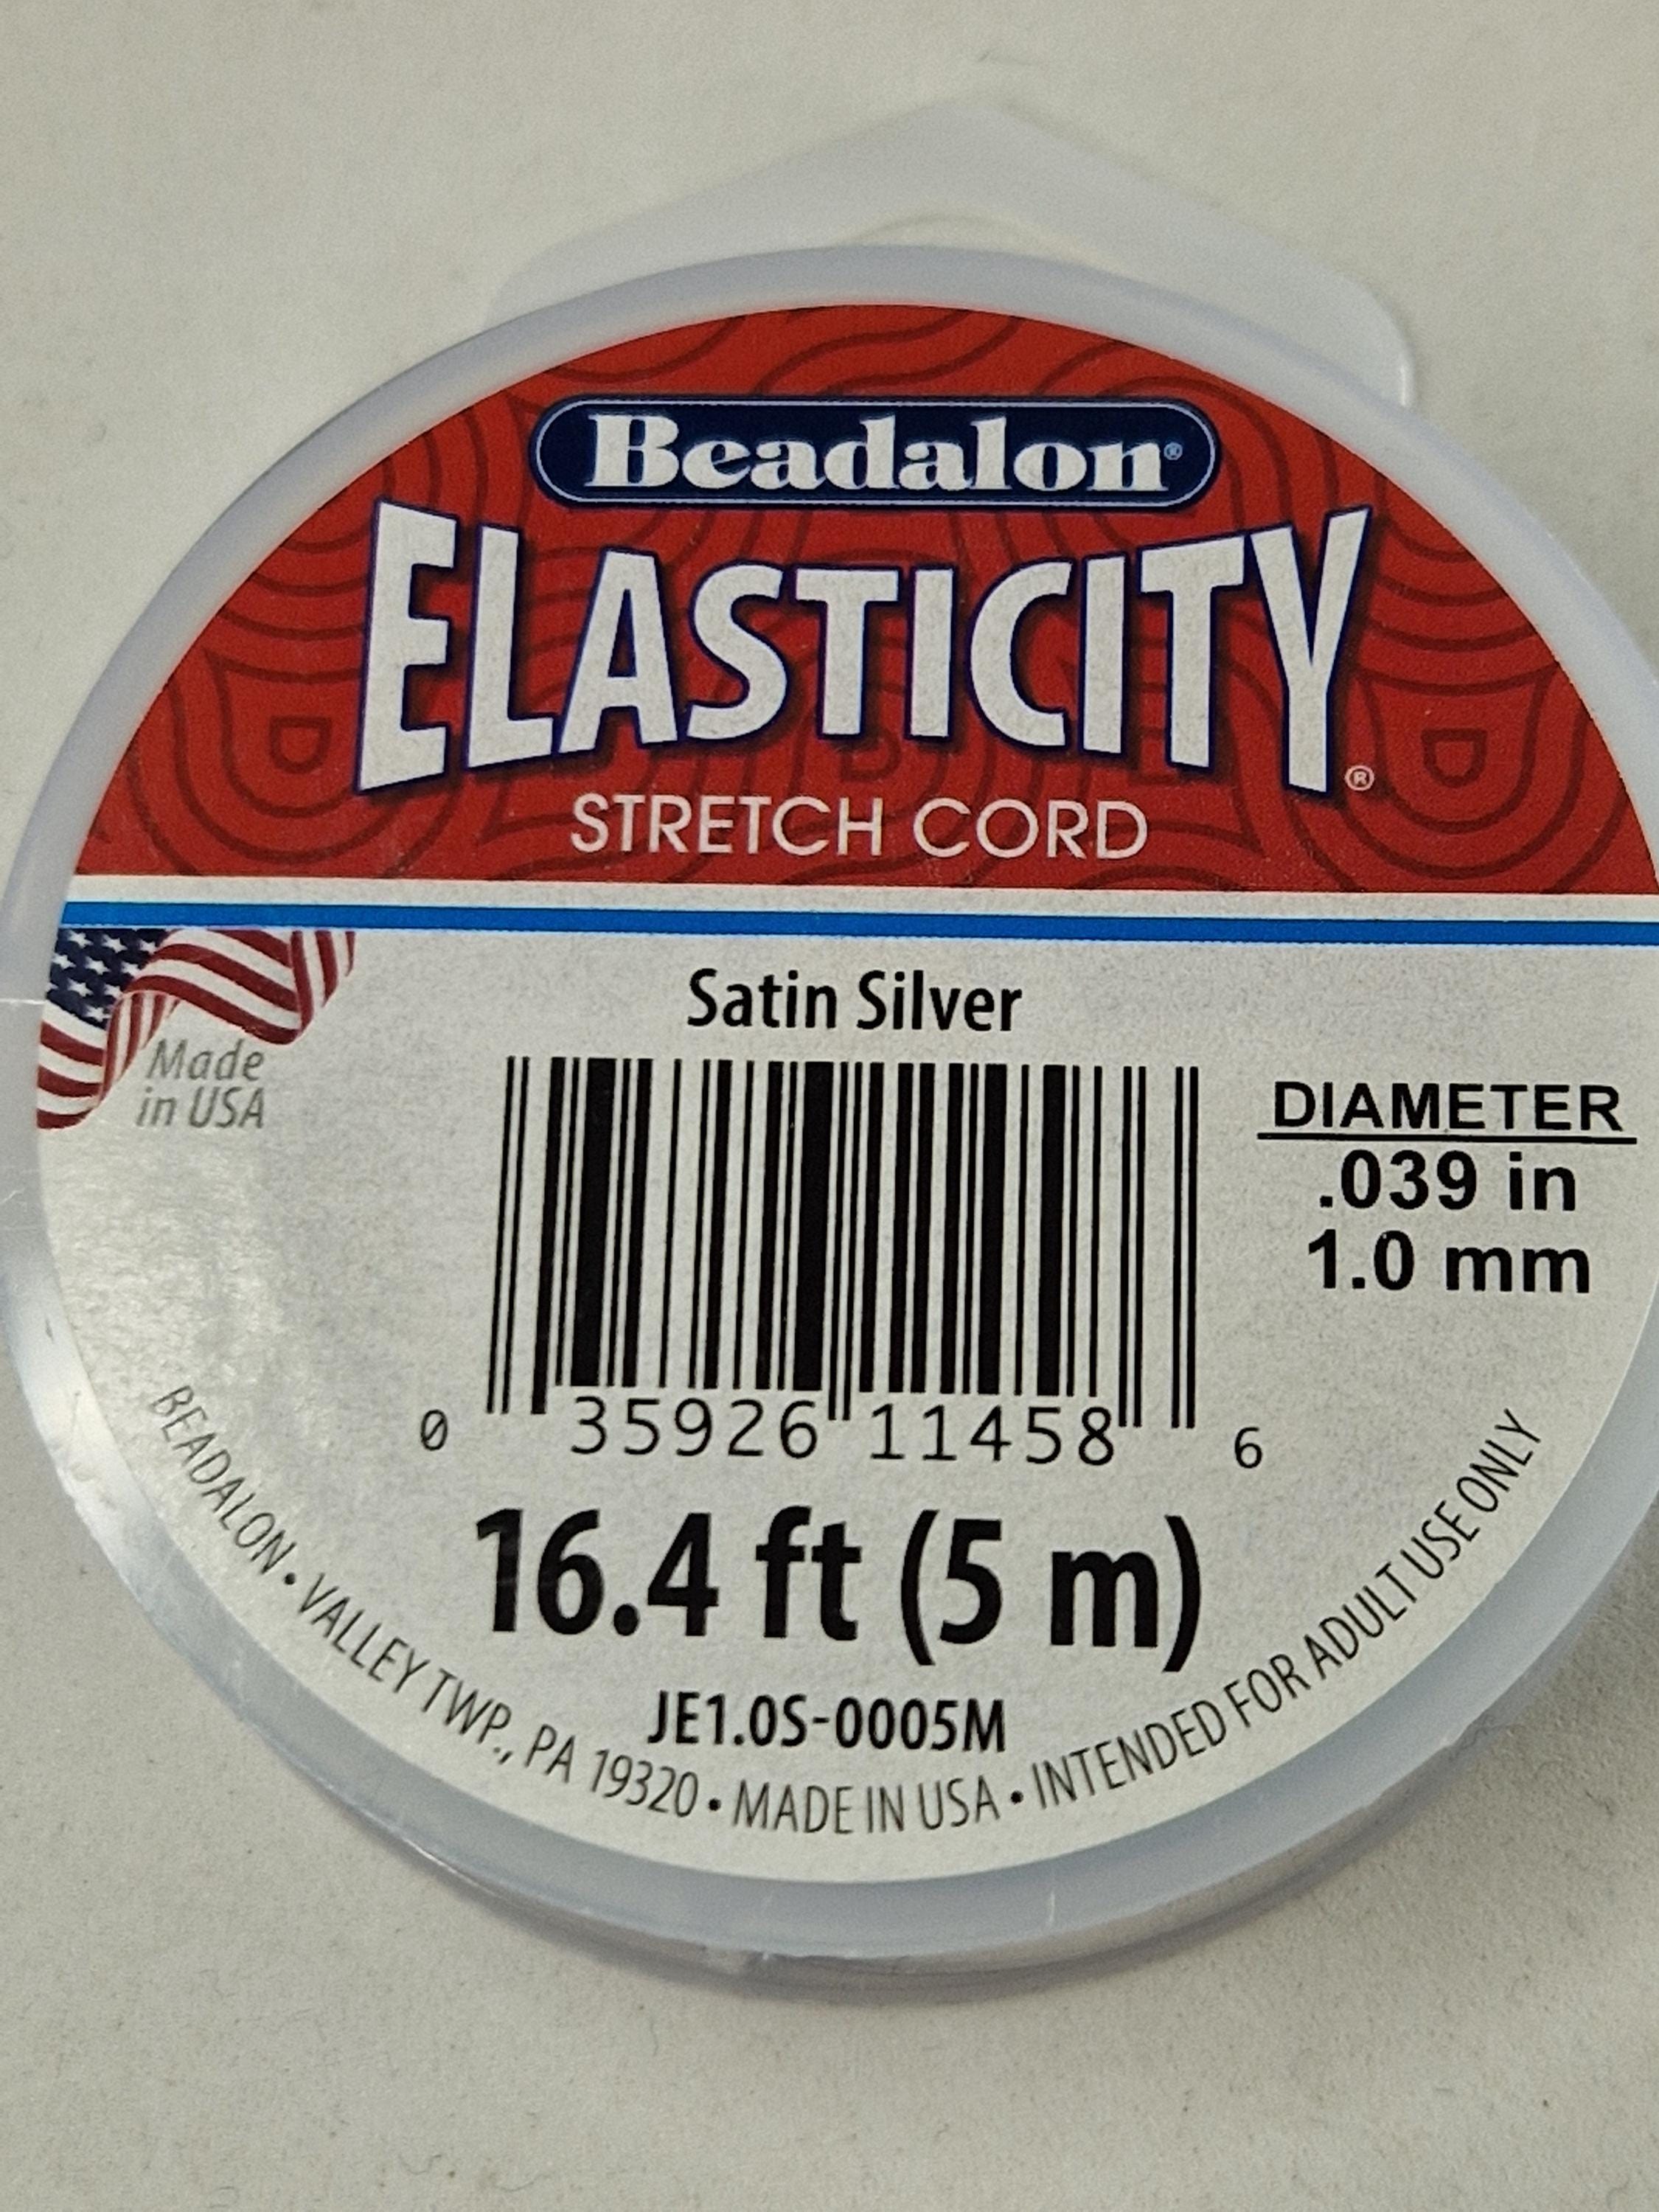 Beadalon®
ELASTICITY®
STRETCH CORD
Satin Silver
Made
in USA
DIAMETER
.039 in
1.0 mm
0 35926 11458 6
16.4 ft (5 m)
JE1.0S-0005M
BEADALON • VALLEY TWP., PA 19320 • MADE IN USA • INTENDED FOR ADULT USE ONLY